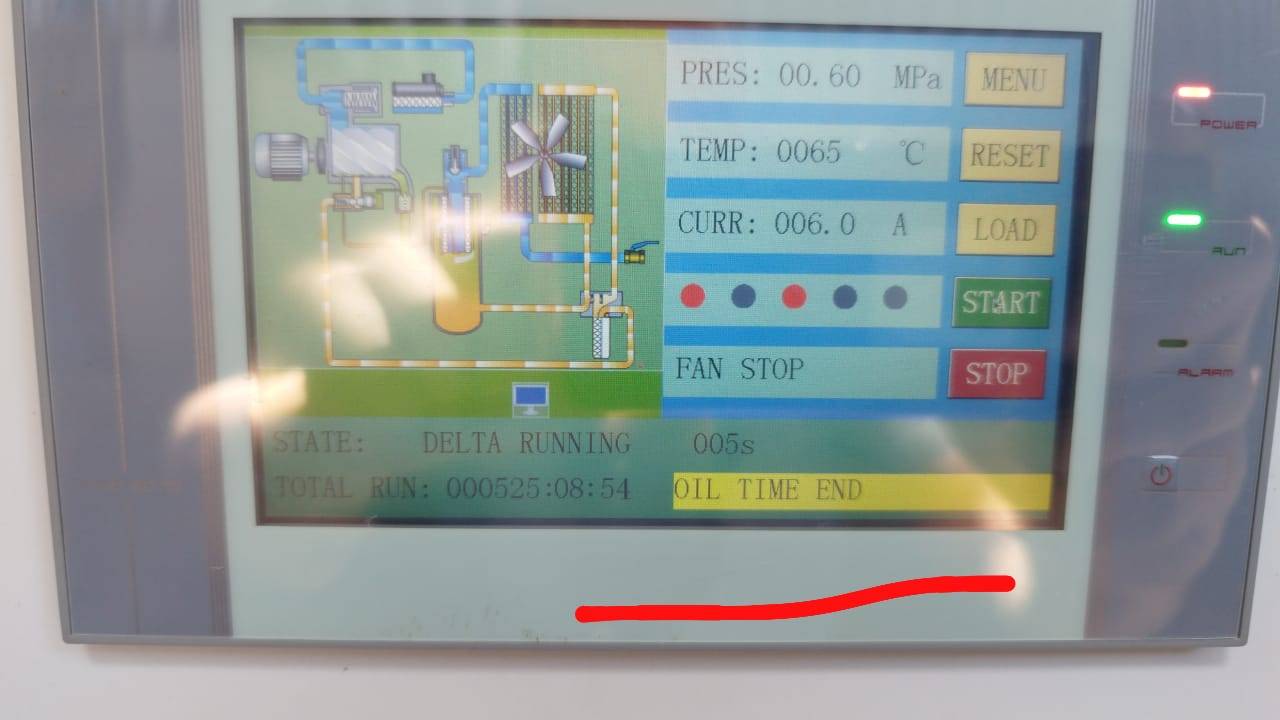 PRES: 00.60 MPa MENU
POWER
TEMP: 0065 ℃ RESET
CURR: 006.0 A LOAD
RUN
START
FAN STOP STOP
ALARM
STATE: DELTA RUNNING 005s
TOTAL RUN: 000525:08:54 OIL TIME END